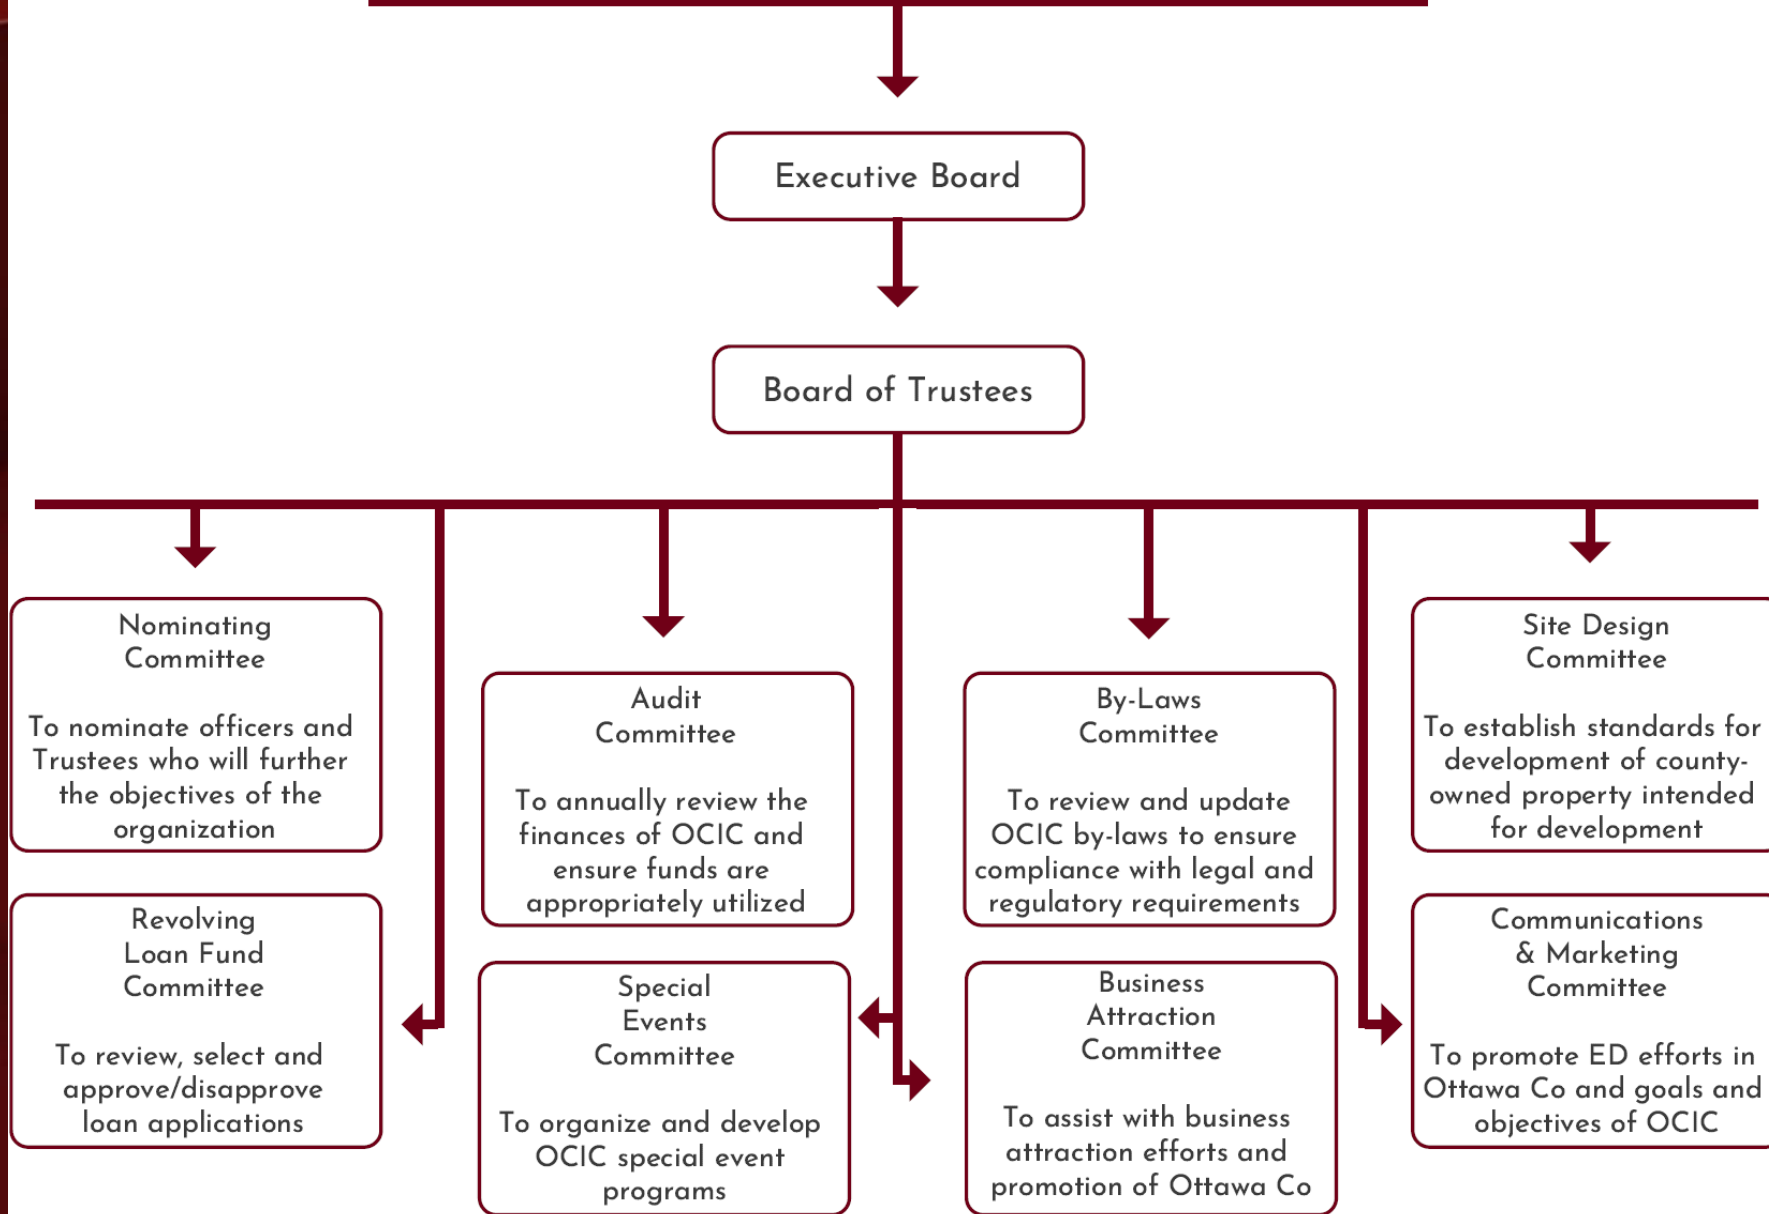 Executive Board
Board of Trustees
Nominating
Committee
To nominate officers and
Trustees who will further
the objectives of the
organization
Audit
Committee
To annually review the
finances of OCIC and
ensure funds are
appropriately utilized
By-Laws
Committee
To review and update
OCIC by-laws to ensure
compliance with legal and
regulatory requirements
Site Design
Committee
To establish standards for
development of county-
owned property intended
for development
Revolving
Loan Fund
Committee
To review, select and
approve/disapprove
loan applications
Special
Events
Committee
To organize and develop
OCIC special event
programs
Business
Attraction
Committee
To assist with business
attraction efforts and
promotion of Ottawa Co
Communications
& Marketing
Committee
To promote ED efforts in
Ottawa Co and goals and
objectives of OCIC